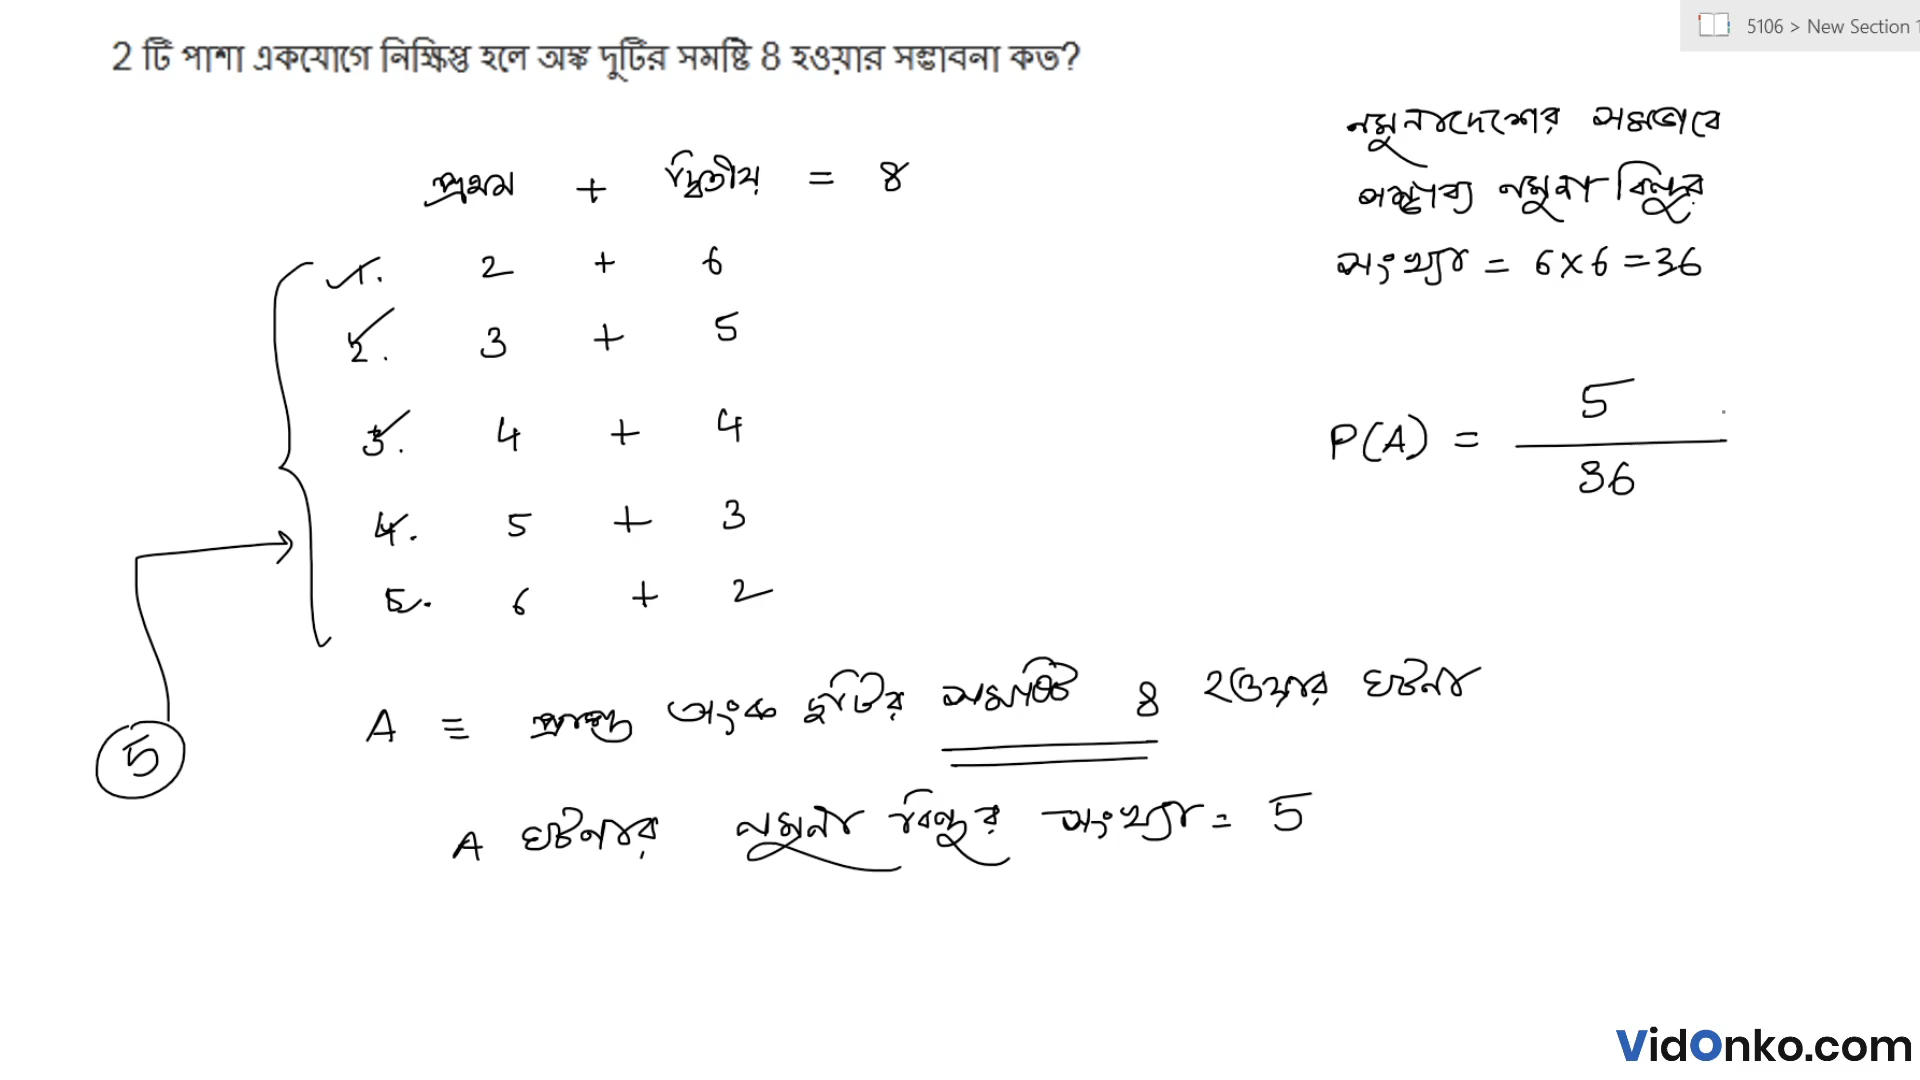 5106 > New Section 1
2 টি পাশা একযোগে নিক্ষিপ্ত হলে অঙ্ক দুটির সমষ্টি 8 হওয়ার সম্ভাবনা কত?
প্রথম + দ্বিতীয় = 8
1. 2 + 6
2. 3 + 5
3. 4 + 4
4. 5 + 3
5. 6 + 2
5
A ≡ প্রাপ্ত অংক দুটির সমষ্টি 8 হওয়ার ঘটনা
A ঘটনার নমুনা বিন্দুর সংখ্যা = 5
নমুনাদেশের সমভাবে
সম্ভাব্য নমুনা বিন্দুর
সংখ্যা = 6 × 6 = 36
P(A) = 5
36
VidOnko.com